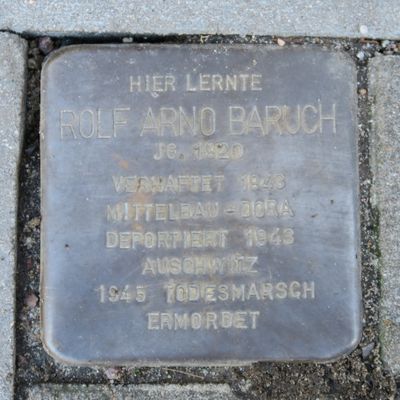 HIER LERNTE
ROLF ARNO BARUCH
JG. 1920
VERHAFTET 1943
MITTELBAU-DORA
DEPORTIERT 1943
AUSCHWITZ
1945 TODESMARSCH
ERMORDET